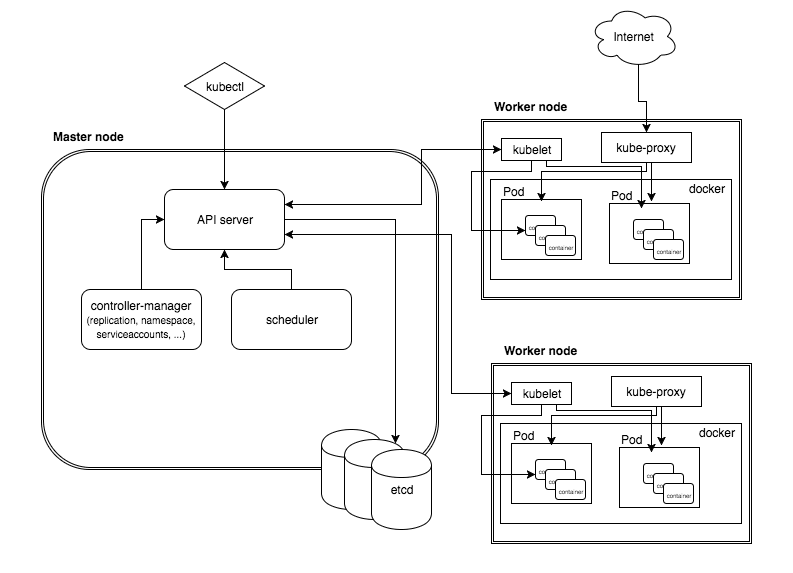 Internet
kubectl
Worker node
Master node
kubelet
kube-proxy
Pod
Pod
docker
API server
container
container
controller-manager
(replication, namespace,
serviceaccounts, ...)
scheduler
Worker node
kubelet
kube-proxy
Pod
Pod
docker
container
container
etcd